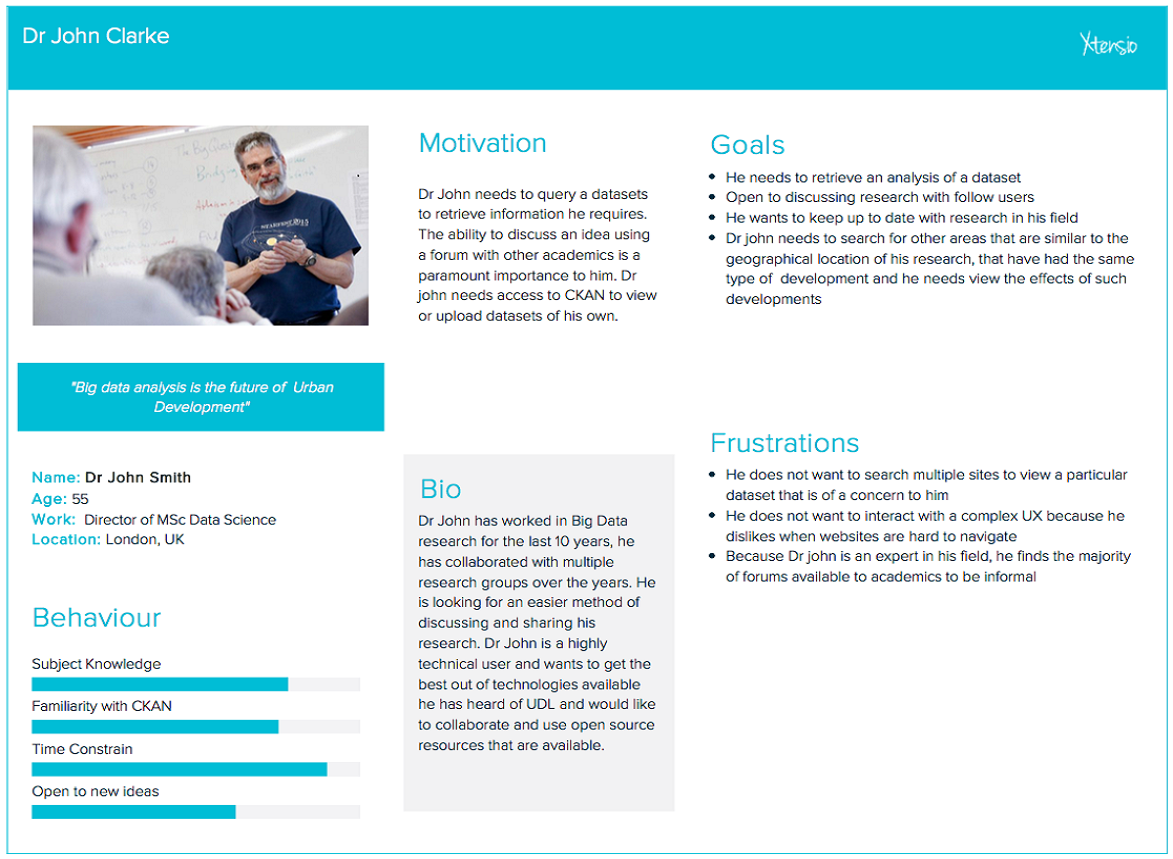 Dr John Clarke
Xtensio
The Big Questions
Bridging
STARFEST 2013
"Big data analysis is the future of Urban
Development"
Name: Dr John Smith
Age: 55
Work: Director of MSc Data Science
Location: London, UK
Behaviour
Subject Knowledge
Familiarity with CKAN
Time Constrain
Open to new ideas
Motivation
Dr John needs to query a datasets
to retrieve information he requires.
The ability to discuss an idea using
a forum with other academics is a
paramount importance to him. Dr
john needs access to CKAN to view
or upload datasets of his own.
Bio
Dr John has worked in Big Data
research for the last 10 years, he
has collaborated with multiple
research groups over the years. He
is looking for an easier method of
discussing and sharing his
research. Dr John is a highly
technical user and wants to get the
best out of technologies available
he has heard of UDL and would like
to collaborate and use open source
resources that are available.
Goals
He needs to retrieve an analysis of a dataset
Open to discussing research with follow users
He wants to keep up to date with research in his field
Dr john needs to search for other areas that are similar to the
geographical location of his research, that have had the same
type of development and he needs view the effects of such
developments
Frustrations
He does not want to search multiple sites to view a particular
dataset that is of a concern to him
He does not want to interact with a complex UX because he
dislikes when websites are hard to navigate
Because Dr john is an expert in his field, he finds the majority
of forums available to academics to be informal